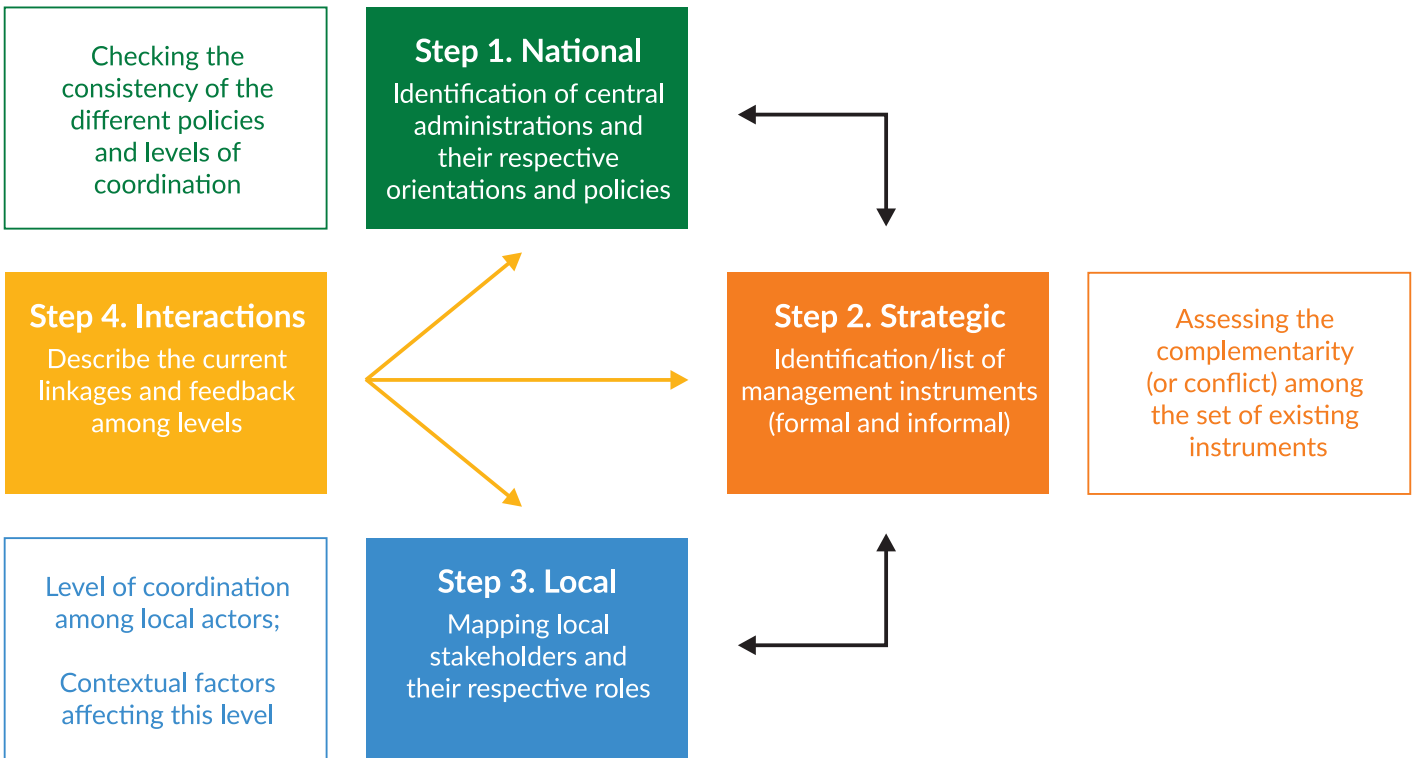 Checking the
consistency of the
different policies
and levels of
coordination
Step 1. National
Identification of central
administrations and
their respective
orientations and policies
Step 4. Interactions
Describe the current
linkages and feedback
among levels
Step 2. Strategic
Identification/list of
management instruments
(formal and informal)
Assessing the
complementarity
(or conflict) among
the set of existing
instruments
Level of coordination
among local actors;
Contextual factors
affecting this level
Step 3. Local
Mapping local
stakeholders and
their respective roles